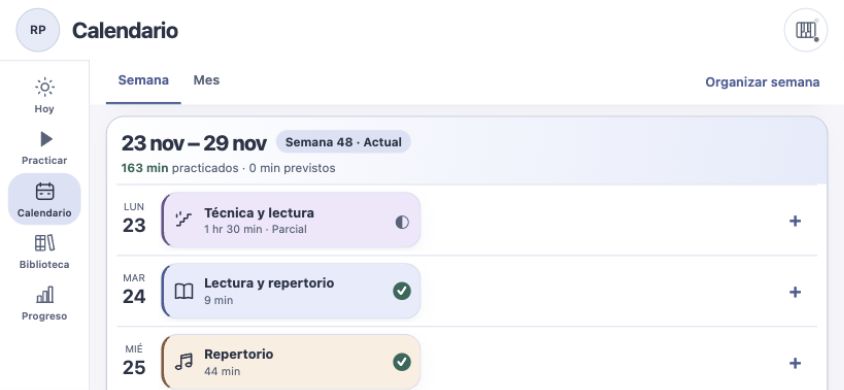 RP
Calendario
Hoy
Practicar
Calendario
Biblioteca
Progreso
Semana
Mes
Organizar semana
23 nov – 29 nov
Semana 48 · Actual
163 min practicados · 0 min previstos
LUN
23
Técnica y lectura
1 hr 30 min · Parcial
MAR
24
Lectura y repertorio
9 min
MIÉ
25
Repertorio
44 min